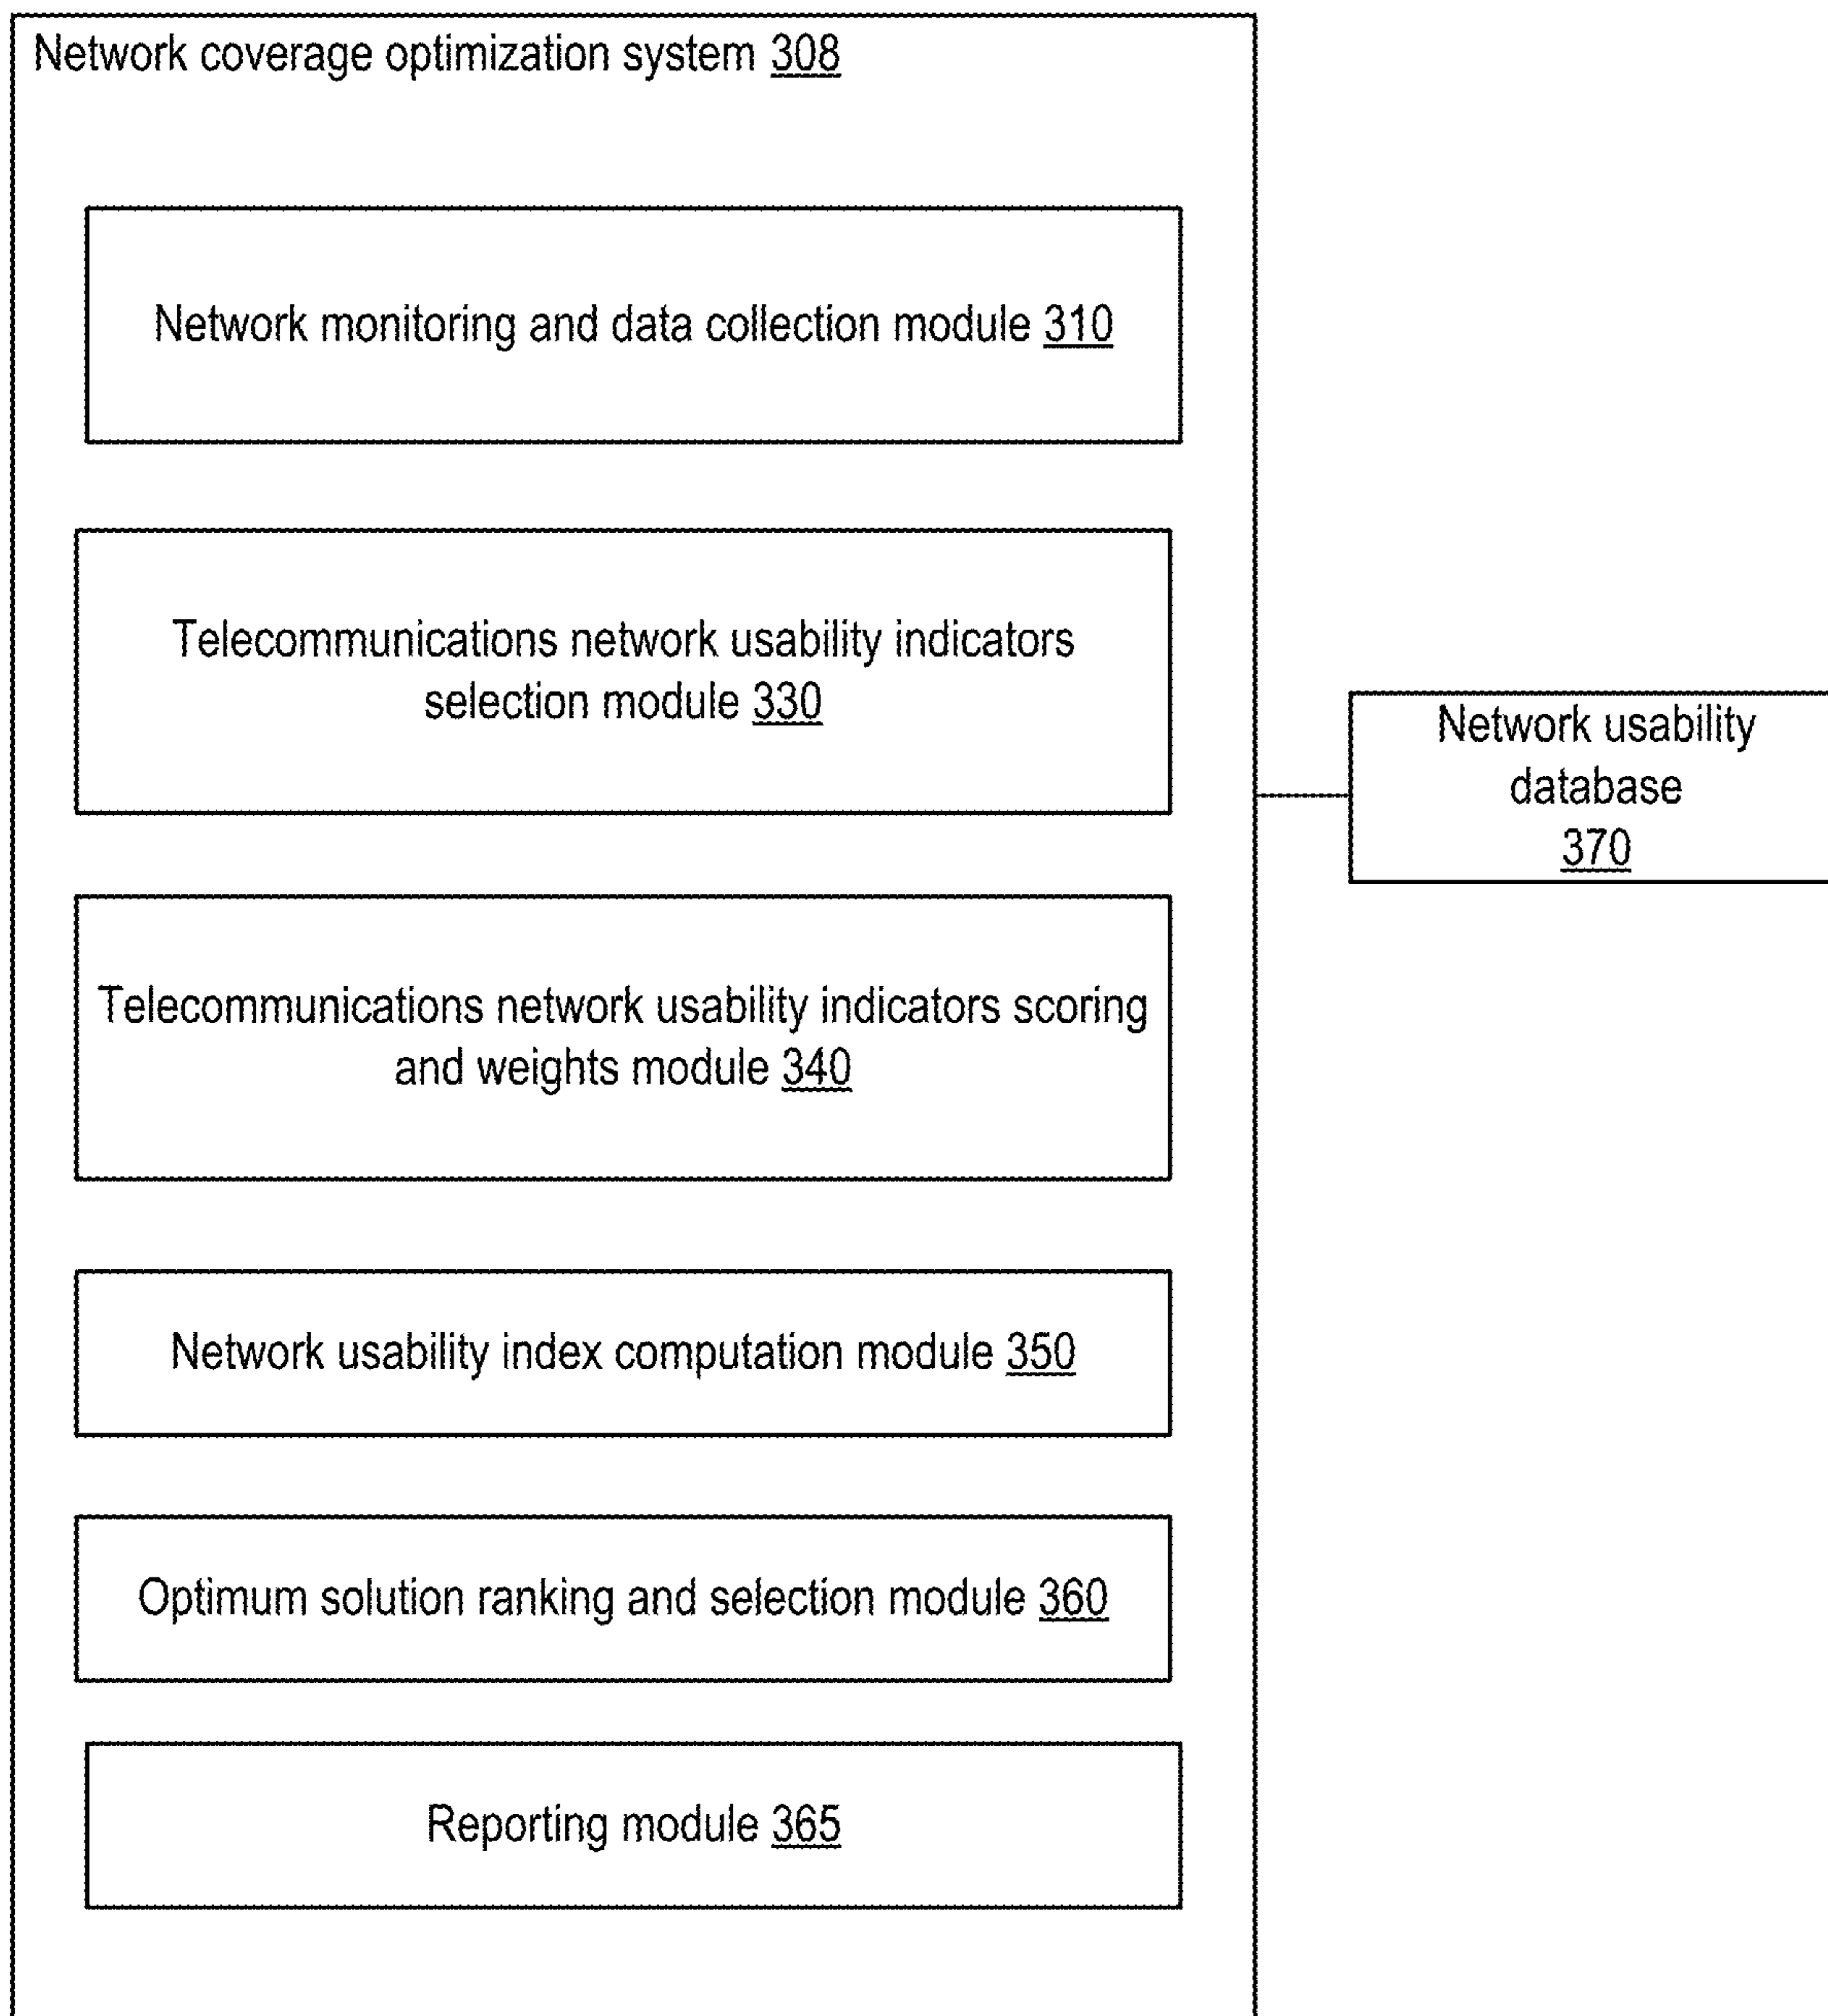 Network coverage optimization system 308
Network monitoring and data collection module 310
Telecommunications network usability indicators
selection module 330
Telecommunications network usability indicators scoring
and weights module 340
Network usability index computation module 350
Optimum solution ranking and selection module 360
Reporting module 365
Network usability
database
370